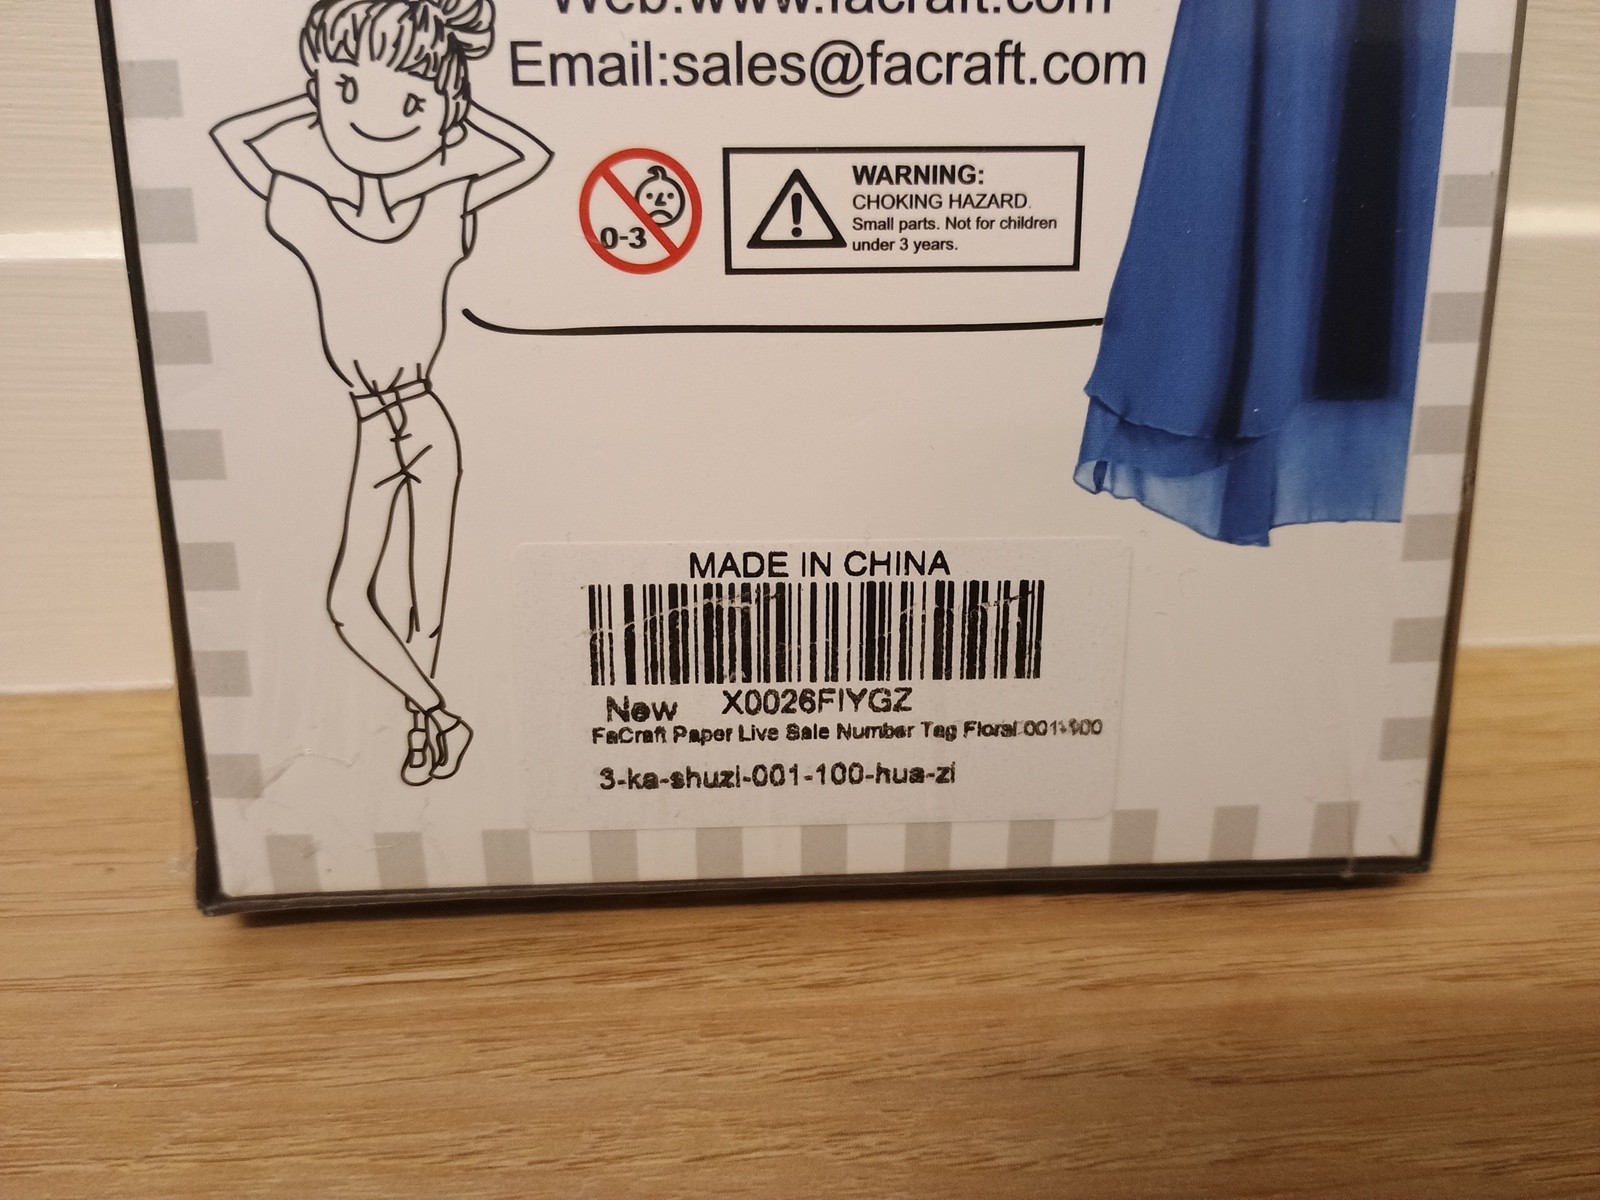 Web:www.facraft.com
Email:sales@facraft.com
0-3
WARNING:
CHOKING HAZARD.
Small parts. Not for children
under 3 years.
MADE IN CHINA
New X0026FIYGZ
FaCraft Paper Live Sale Number Tag Floral 001-100
3-ka-shuzi-001-100-hua-zi